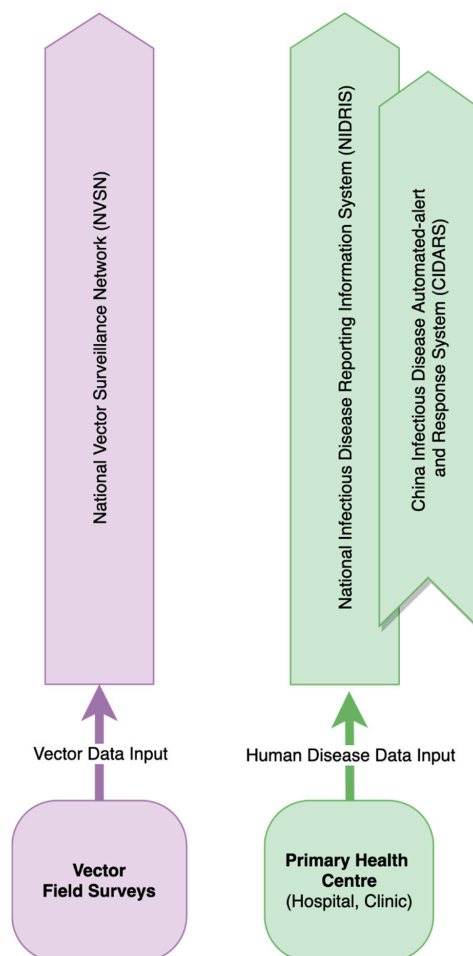 National Vector Surveillance Network (NVSN)
National Infectious Disease Reporting Information System (NIDRIS)
China Infectious Disease Automated-alert
and Response System (CIDARS)
Vector Data Input
Human Disease Data Input
Vector
Field Surveys
Primary Health
Centre
(Hospital, Clinic)